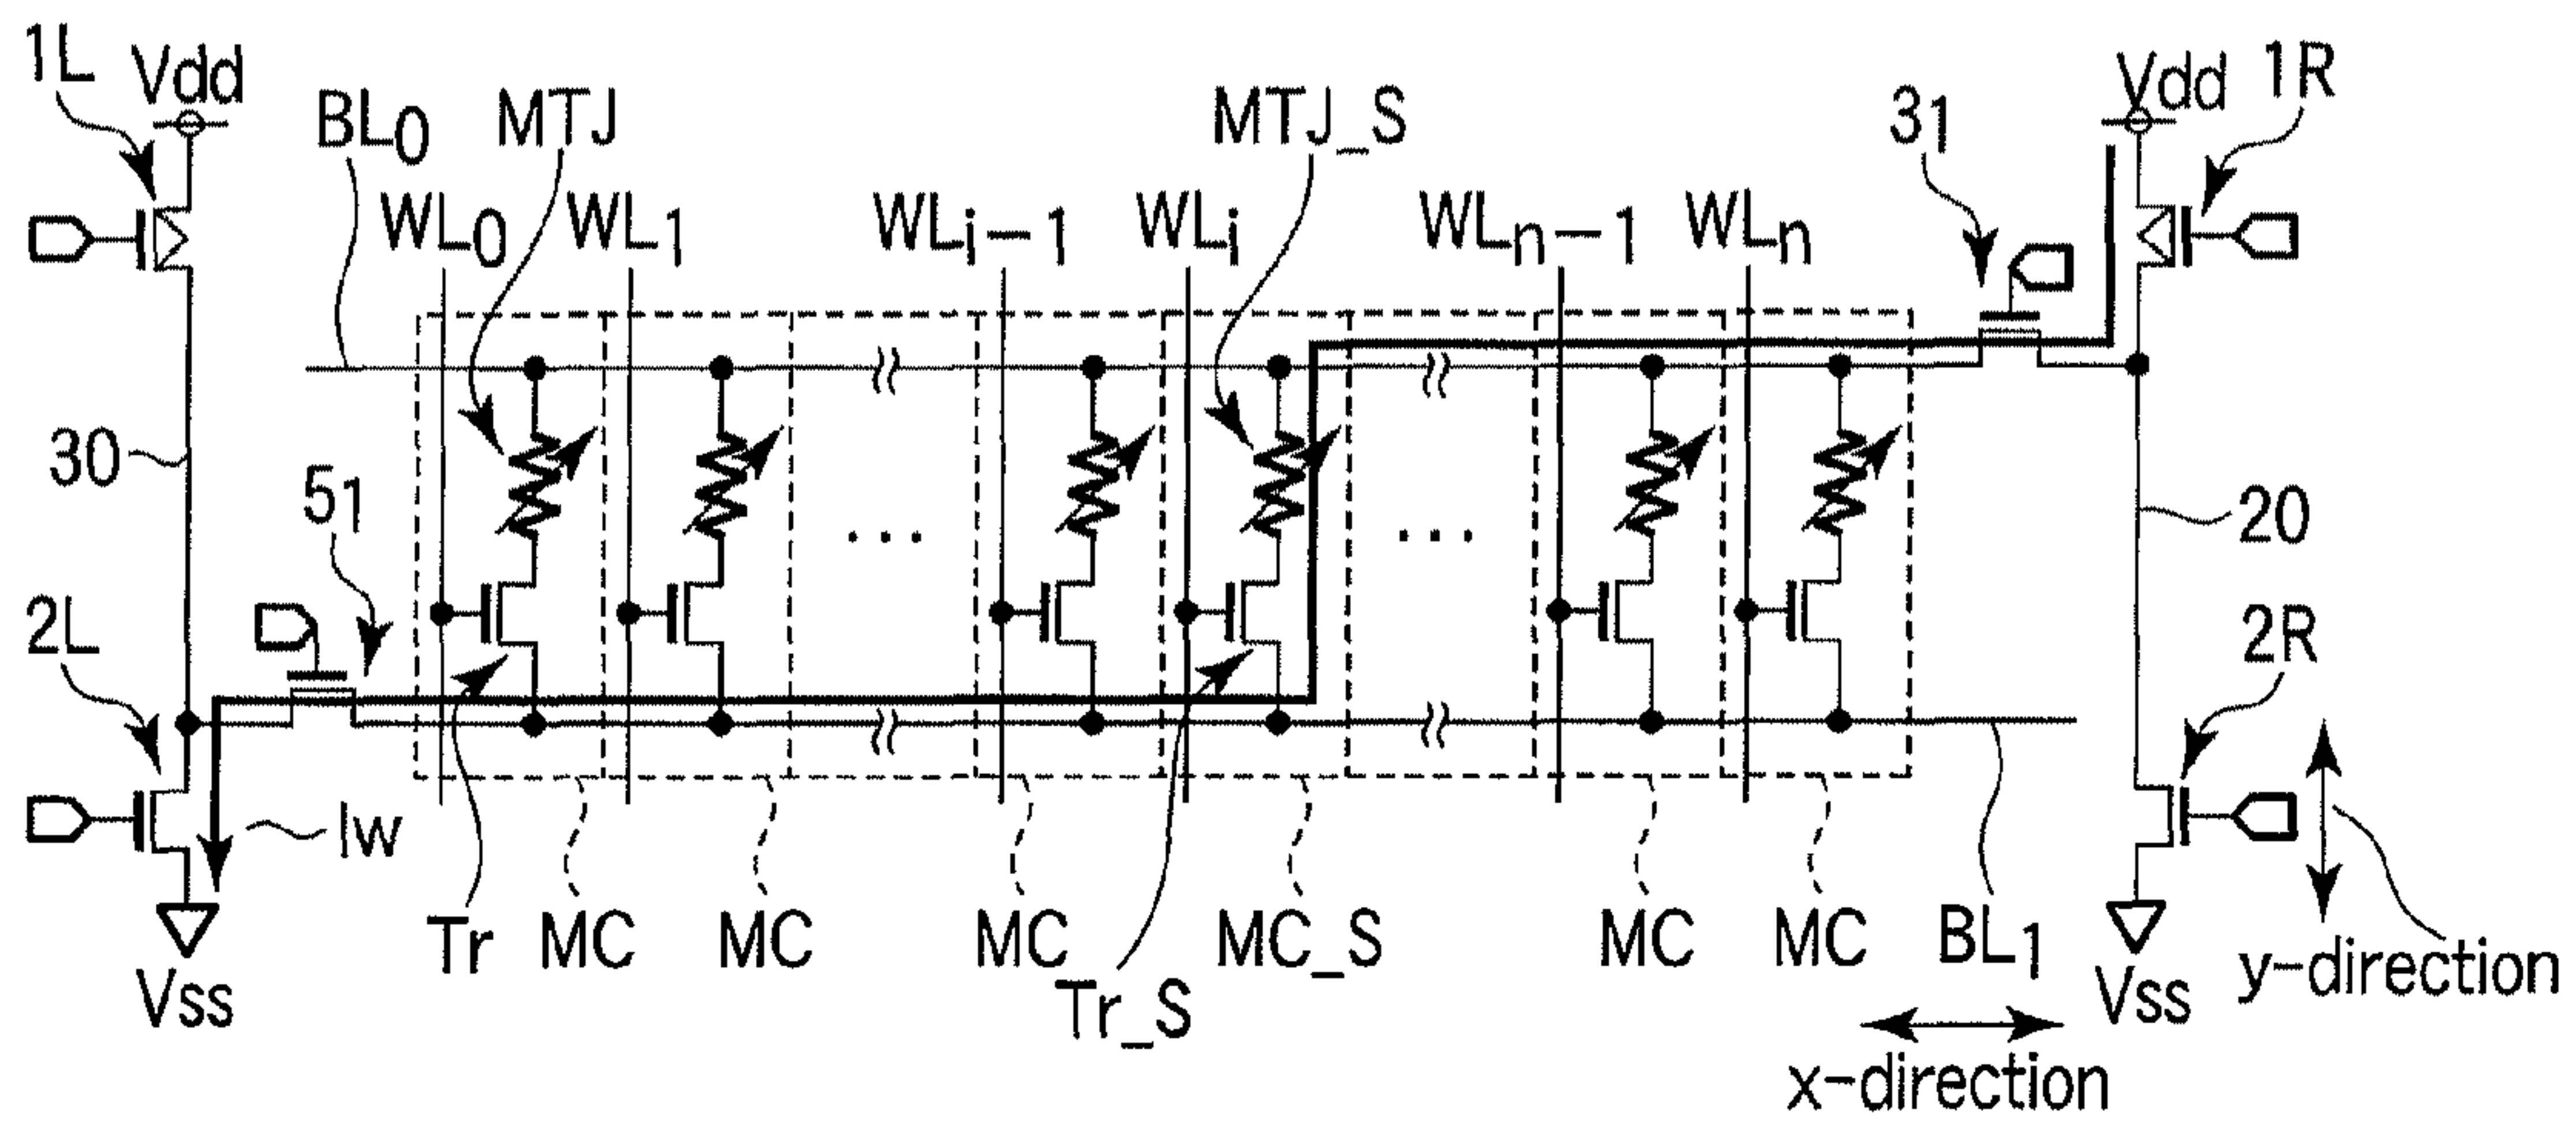 1L Vdd BL0 MTJ MTJ_S 31 Vdd 1R
WL0 WL1 WLi-1 WLi WLn-1 WLn
... ...
30 51 20
2L 2R
Iw
Tr MC MC MC MC_S MC MC BL1
Vss Tr_S Vss y-direction
x-direction